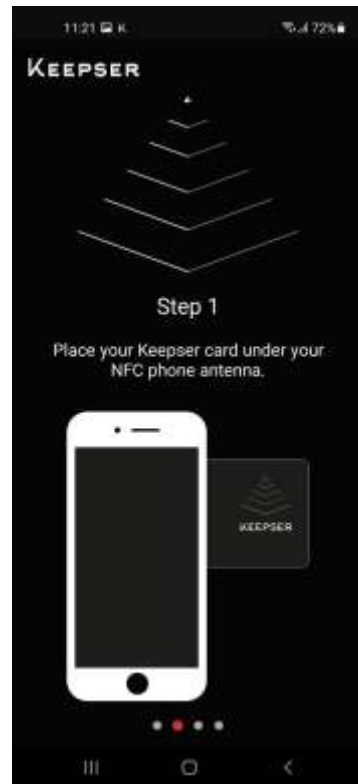 11:21 K 72%
KEEPSER
Step 1
Place your Keepser card under your
NFC phone antenna.
KEEPSER